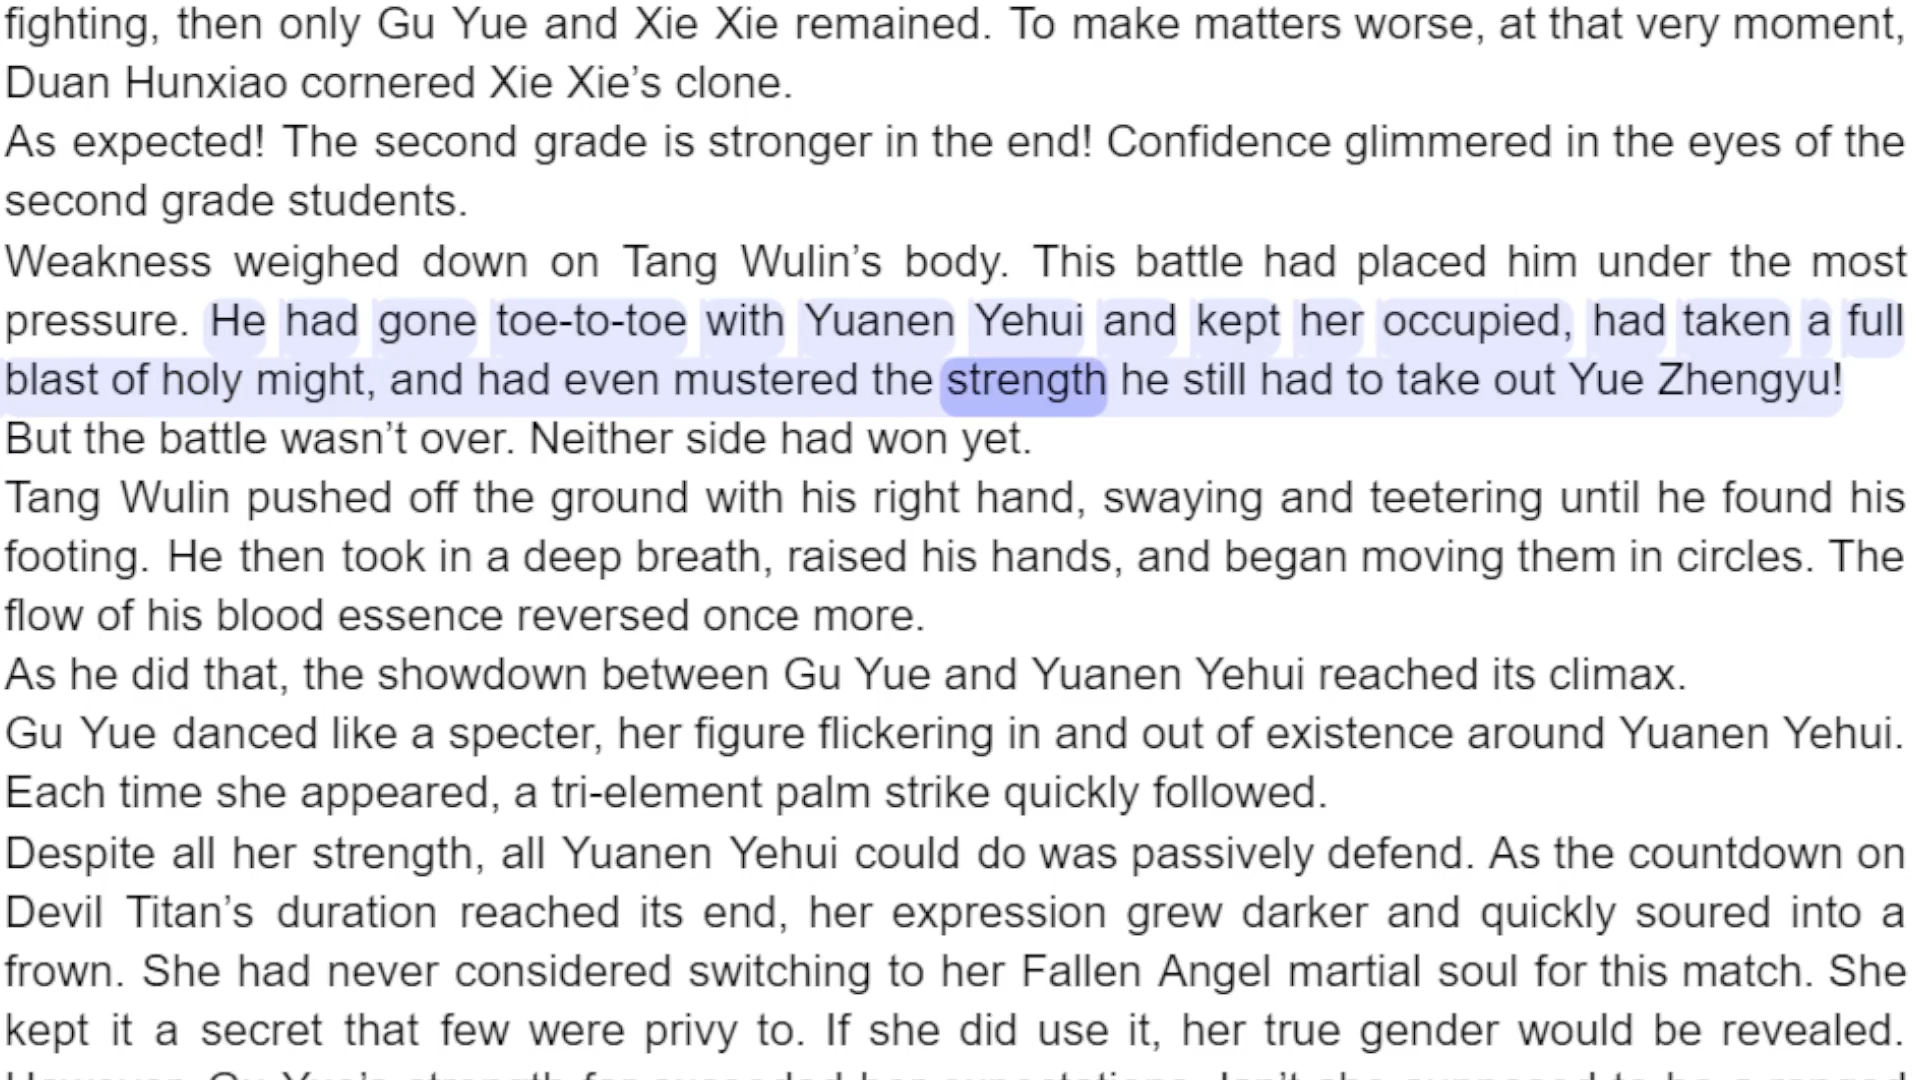 fighting, then only Gu Yue and Xie Xie remained. To make matters worse, at that very moment,
Duan Hunxiao cornered Xie Xie’s clone.
As expected! The second grade is stronger in the end! Confidence glimmered in the eyes of the
second grade students.
Weakness weighed down on Tang Wulin’s body. This battle had placed him under the most
pressure. He had gone toe-to-toe with Yuanen Yehui and kept her occupied, had taken a full
blast of holy might, and had even mustered the strength he still had to take out Yue Zhengyu!
But the battle wasn’t over. Neither side had won yet.
Tang Wulin pushed off the ground with his right hand, swaying and teetering until he found his
footing. He then took in a deep breath, raised his hands, and began moving them in circles. The
flow of his blood essence reversed once more.
As he did that, the showdown between Gu Yue and Yuanen Yehui reached its climax.
Gu Yue danced like a specter, her figure flickering in and out of existence around Yuanen Yehui.
Each time she appeared, a tri-element palm strike quickly followed.
Despite all her strength, all Yuanen Yehui could do was passively defend. As the countdown on
Devil Titan’s duration reached its end, her expression grew darker and quickly soured into a
frown. She had never considered switching to her Fallen Angel martial soul for this match. She
kept it a secret that few were privy to. If she did use it, her true gender would be revealed.
However, Gu Yue’s strength far